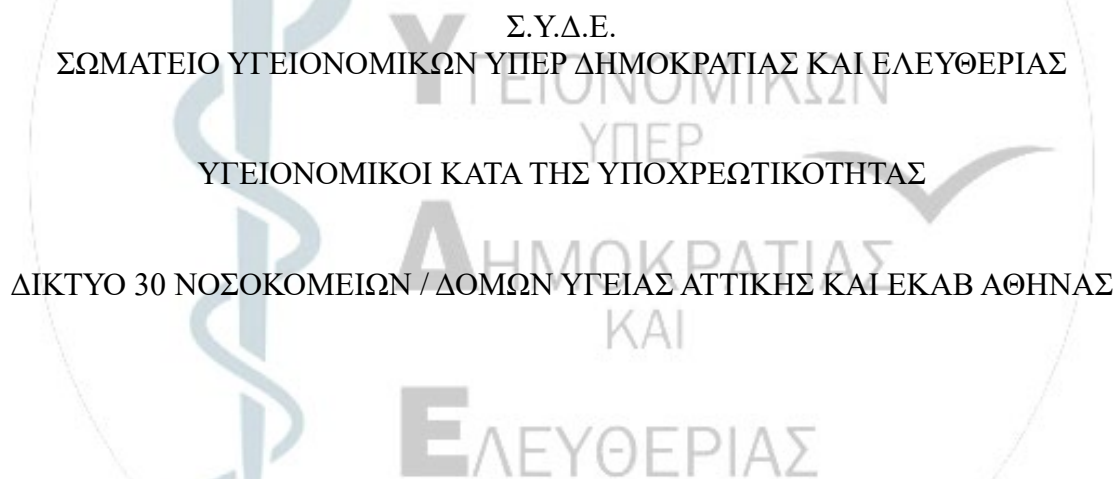 Σ.Υ.Δ.Ε.
ΣΩΜΑΤΕΙΟ ΥΓΕΙΟΝΟΜΙΚΩΝ ΥΠΕΡ ΔΗΜΟΚΡΑΤΙΑΣ ΚΑΙ ΕΛΕΥΘΕΡΙΑΣ
ΥΓΕΙΟΝΟΜΙΚΩΝ
ΥΠΕΡ
ΥΓΕΙΟΝΟΜΙΚΟΙ ΚΑΤΑ ΤΗΣ ΥΠΟΧΡΕΩΤΙΚΟΤΗΤΑΣ
ΔΗΜΟΚΡΑΤΙΑΣ
ΔΙΚΤΥΟ 30 ΝΟΣΟΚΟΜΕΙΩΝ / ΔΟΜΩΝ ΥΓΕΙΑΣ ΑΤΤΙΚΗΣ ΚΑΙ ΕΚΑΒ ΑΘΗΝΑΣ
ΚΑΙ
ΕΛΕΥΘΕΡΙΑΣ